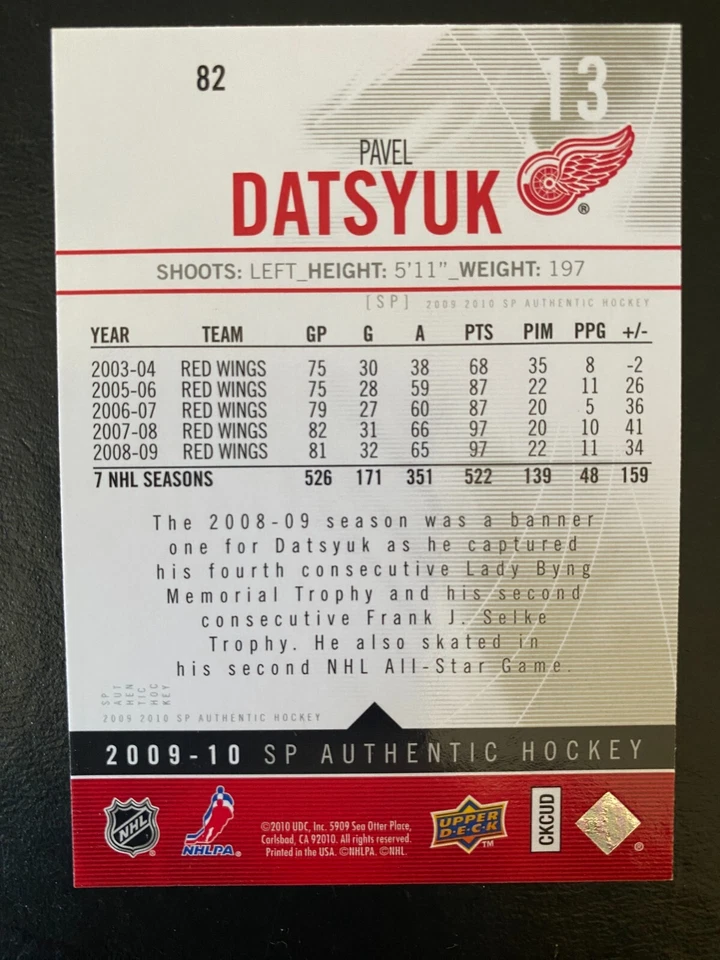 82
13
PAVEL
DATSYUK
®
SHOOTS: LEFT_HEIGHT: 5'11"_WEIGHT: 197
[SP] 2009 2010 SP AUTHENTIC HOCKEY
YEAR TEAM GP G A PTS PIM PPG +/-
2003-04 RED WINGS 75 30 38 68 35 8 -2
2005-06 RED WINGS 75 28 59 87 22 11 26
2006-07 RED WINGS 79 27 60 87 20 5 36
2007-08 RED WINGS 82 31 66 97 20 10 41
2008-09 RED WINGS 81 32 65 97 22 11 34
7 NHL SEASONS 526 171 351 522 139 48 159
The 2008-09 season was a banner
one for Datsyuk as he captured
his fourth consecutive Lady Byng
Memorial Trophy and his second
consecutive Frank J. Selke
Trophy. He also skated in
his second NHL All-Star Game.
SP
AUT
HEN
TIC
HOC
KEY
2009 2010 SP AUTHENTIC HOCKEY
2009-10 SP AUTHENTIC HOCKEY
NHL
®
NHLPA®
©2010 UDC, Inc. 5909 Sea Otter Place,
Carlsbad, CA 92010. All rights reserved.
Printed in the USA. ©NHLPA. ©NHL.
UPPER
D·E·C·K
TM
CKCUD
®